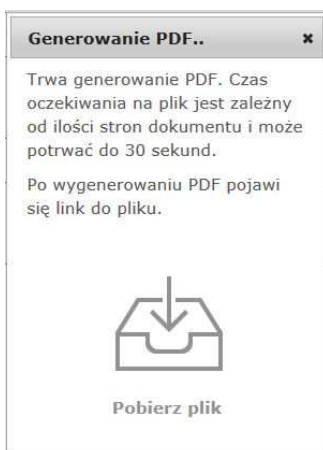 Generowanie PDF..
Trwa generowanie PDF. Czas
oczekiwania na plik jest zależny
od ilości stron dokumentu i może
potrwać do 30 sekund.
Po wygenerowaniu PDF pojawi
się link do pliku.
Pobierz plik